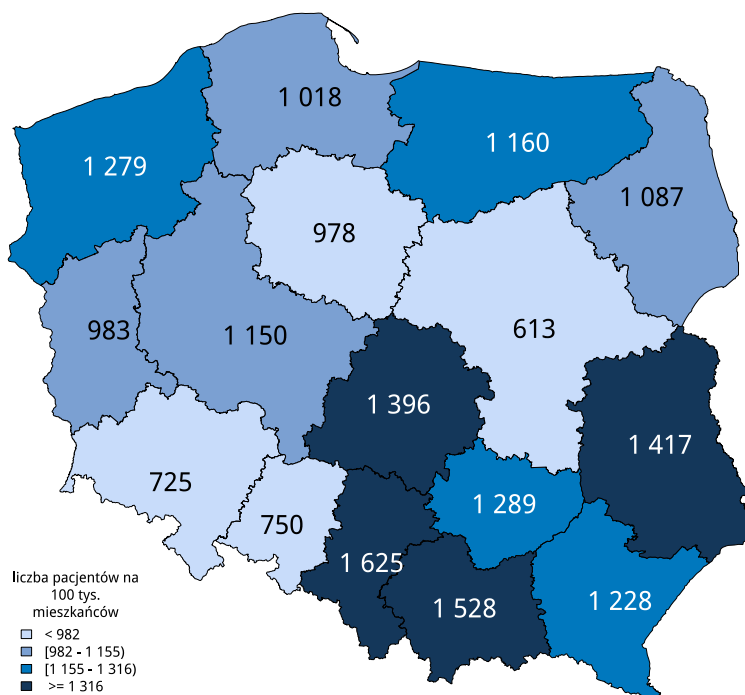 1 018
1 160
1 279
1 087
978
983
1 150
613
1 396
1 417
725
1 289
750
1 625
1 528
1 228
liczba pacjentów na
100 tys.
mieszkańców
< 982
[982 - 1 155)
[1 155 - 1 316)
>= 1 316